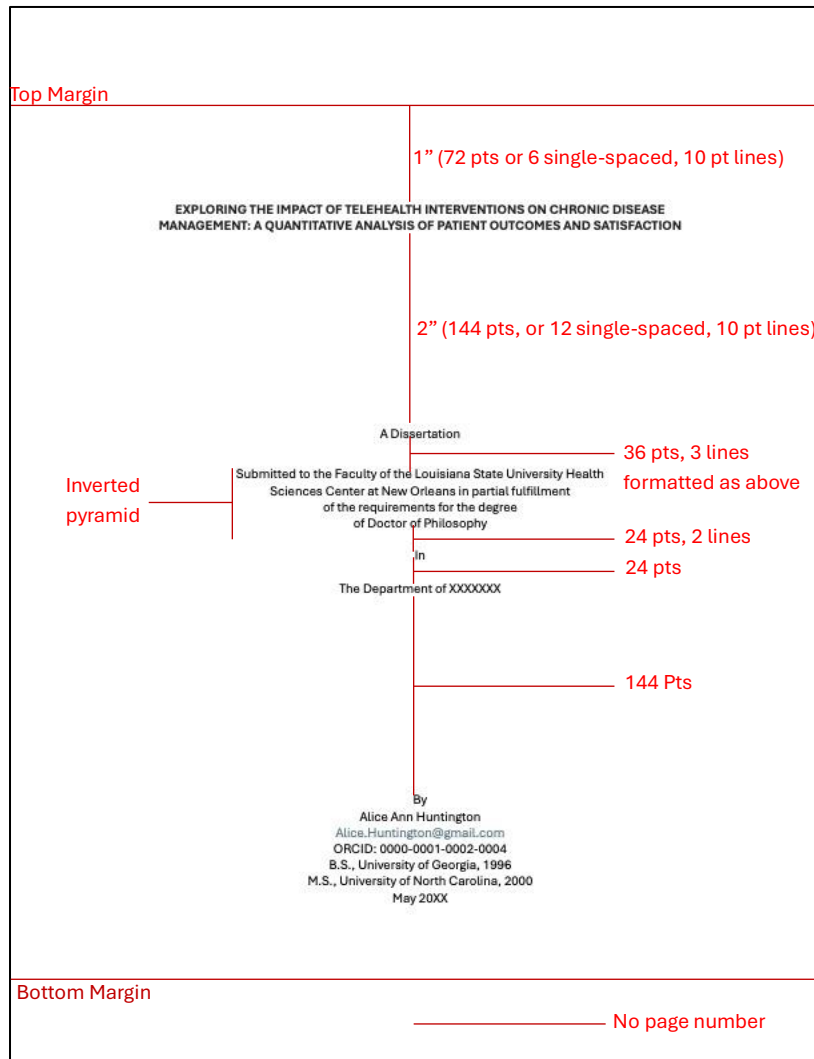 Top Margin
1” (72 pts or 6 single-spaced, 10 pt lines)
EXPLORING THE IMPACT OF TELEHEALTH INTERVENTIONS ON CHRONIC DISEASE
MANAGEMENT: A QUANTITATIVE ANALYSIS OF PATIENT OUTCOMES AND SATISFACTION
2” (144 pts, or 12 single-spaced, 10 pt lines)
A Dissertation
36 pts, 3 lines
formatted as above
Submitted to the Faculty of the Louisiana State University Health
Sciences Center at New Orleans in partial fulfillment
of the requirements for the degree
of Doctor of Philosophy
Inverted
pyramid
24 pts, 2 lines
In
24 pts
The Department of XXXXXXX
144 Pts
By
Alice Ann Huntington
Alice.Huntington@gmail.com
ORCID: 0000-0001-0002-0004
B.S., University of Georgia, 1996
M.S., University of North Carolina, 2000
May 20XX
Bottom Margin
No page number